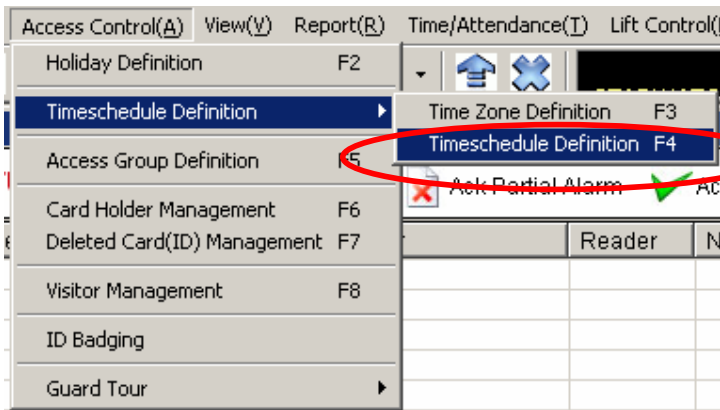 Access Control(A) View(V) Report(R) Time/Attendance(T) Lift Control(
Holiday Definition F2
Timeschedule Definition
Time Zone Definition F3
Timeschedule Definition F4
Access Group Definition F5
Ack Partial Alarm
Card Holder Management F6
Deleted Card(ID) Management F7
Reader
Visitor Management F8
ID Badging
Guard Tour